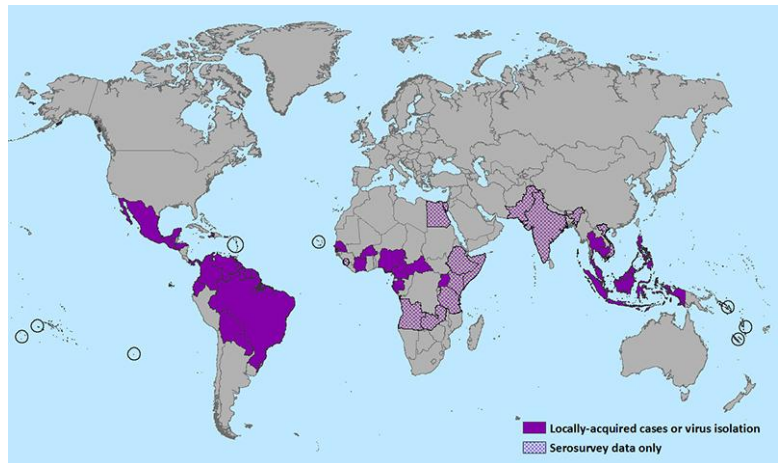 Locally-acquired cases or virus isolation
Serosurvey data only